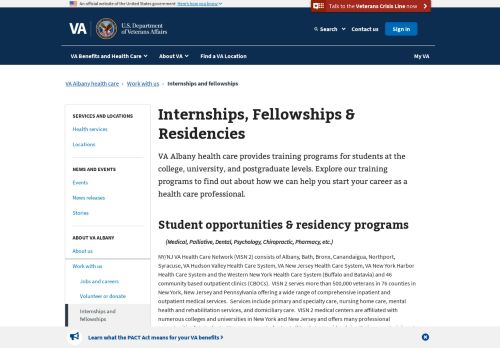 An official website of the United States government Here's how you know
Talk to the Veterans Crisis Line now
VA
U.S. Department
of Veterans Affairs
Search
Contact us
Sign in
VA Benefits and Health Care
About VA
Find a VA Location
My VA
VA Albany health care › Work with us › Internships and fellowships
SERVICES AND LOCATIONS
Health services
Locations
NEWS AND EVENTS
Events
News releases
Stories
ABOUT VA ALBANY
About us
Work with us
Jobs and careers
Volunteer or donate
Internships and
fellowships
Internships, Fellowships &
Residencies
VA Albany health care provides training programs for students at the
college, university, and postgraduate levels. Explore our training
programs to find out about how we can help you start your career as a
health care professional.
Student opportunities & residency programs
(Medical, Palliative, Dental, Psychology, Chiropractic, Pharmacy, etc.)
NY/NJ VA Health Care Network (VISN 2) consists of Albany, Bath, Bronx, Canandaigua, Northport,
Syracuse, VA Hudson Valley Health Care System, VA New Jersey Health Care System, VA New York Harbor
Health Care System and the Western New York Health Care System (Buffalo and Batavia) and 46
community based outpatient clinics (CBOCs). VISN 2 serves more than 500,000 veterans in 76 counties in
New York, New Jersey and Pennsylvania offering a wide range of comprehensive inpatient and
outpatient medical services. Services include primary and specialty care, nursing home care, mental
health and rehabilitation services, and domiciliary care. VISN 2 medical centers are affiliated with
numerous colleges and universities in New York and New Jersey and offers many professional
Learn what the PACT Act means for your VA benefits